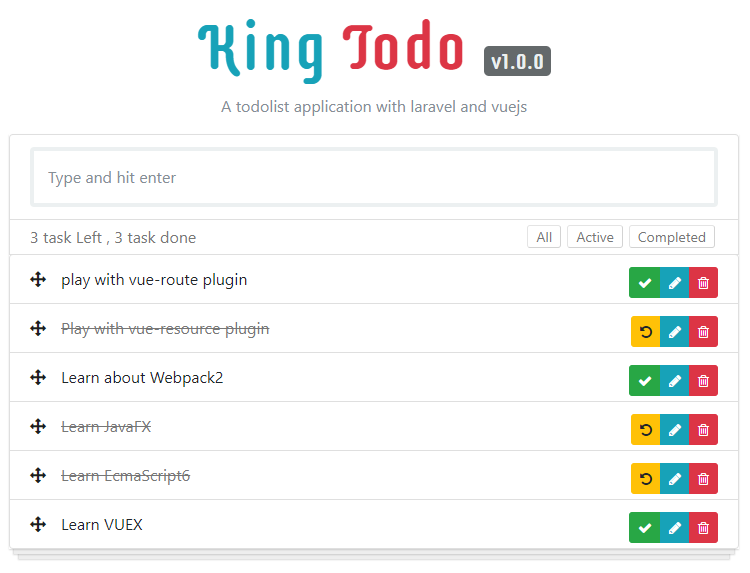 King Todo v1.0.0
A todolist application with laravel and vuejs
Type and hit enter
3 task Left , 3 task done All Active Completed
play with vue-route plugin
Play with vue-resource plugin
Learn about Webpack2
Learn JavaFX
Learn EcmaScript6
Learn VUEX